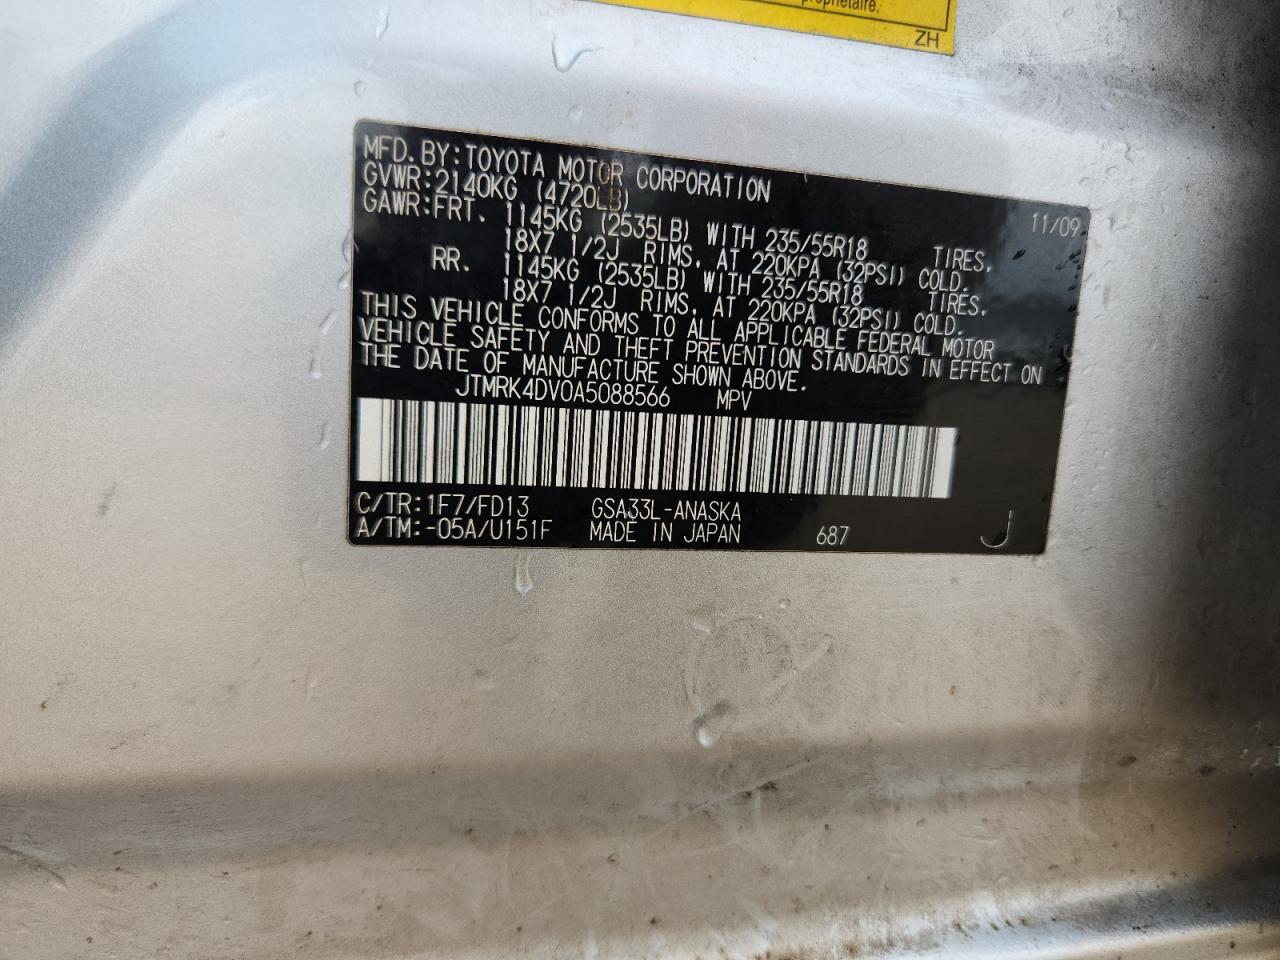 propriétaire.
ZH
MFD. BY: TOYOTA MOTOR CORPORATION 11/09
GVWR: 2140KG (4720LB)
GAWR: FRT. 1145KG (2535LB) WITH 235/55R18 TIRES,
18X7 1/2J RIMS, AT 220KPA (32PSI) COLD.
RR. 1145KG (2535LB) WITH 235/55R18 TIRES,
18X7 1/2J RIMS, AT 220KPA (32PSI) COLD.
THIS VEHICLE CONFORMS TO ALL APPLICABLE FEDERAL MOTOR
VEHICLE SAFETY AND THEFT PREVENTION STANDARDS IN EFFECT ON
THE DATE OF MANUFACTURE SHOWN ABOVE.
JTMRK4DV0A5088566 MPV
C/TR: 1F7/FD13 GSA33L-ANASKA
A/TM: -05A/U151F MADE IN JAPAN 687 J